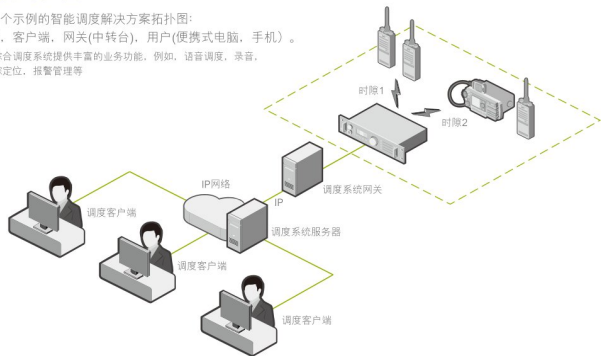 个示例的智能调度解决方案拓扑图：
，客户端，网关(中转台)，用户(便携式电脑，手机）。
合调度系统提供丰富的业务功能，例如，语音调度，录音，
定位，报警管理等
时隙1
时隙2
IP网络
IP
调度系统网关
调度客户端
调度系统服务器
调度客户端
调度客户端